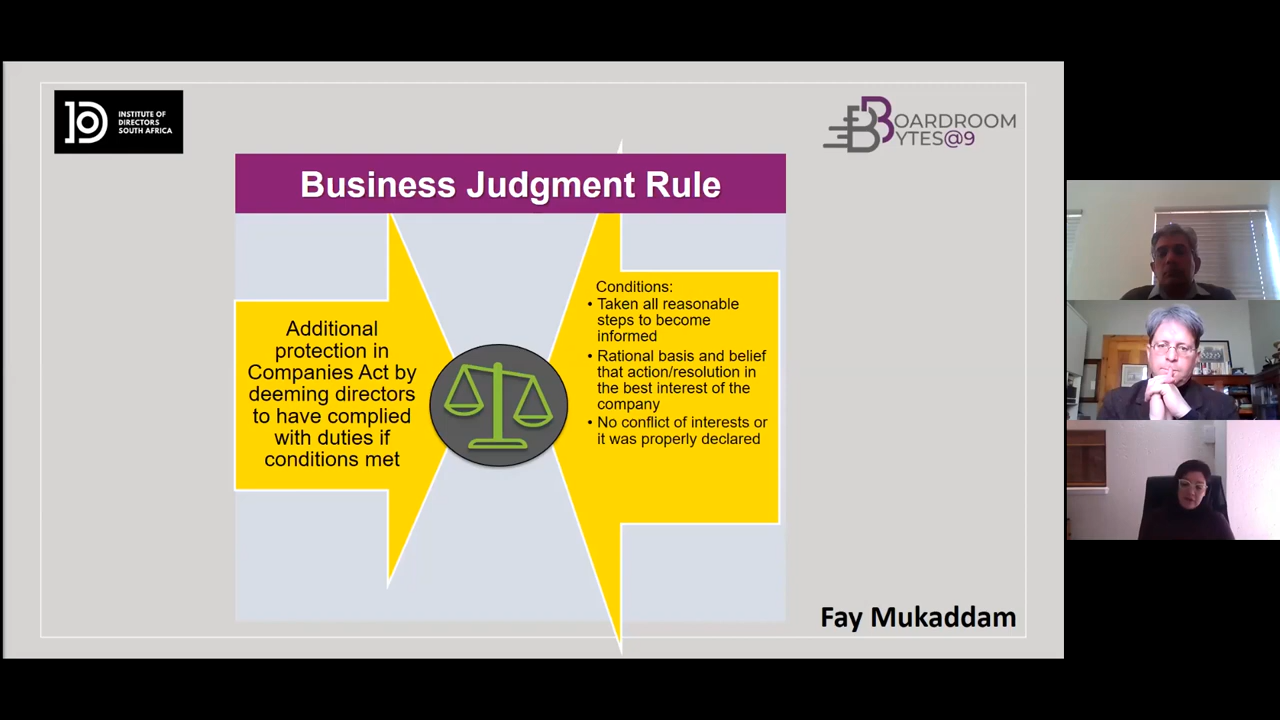 INSTITUTE OF
DIRECTORS
SOUTH AFRICA
BOARDROOM
BYTES@9
Business Judgment Rule
Additional
protection in
Companies Act by
deeming directors
to have complied
with duties if
conditions met
Conditions:
• Taken all reasonable
steps to become
informed
• Rational basis and belief
that action/resolution in
the best interest of the
company
• No conflict of interests or
it was properly declared
Fay Mukaddam